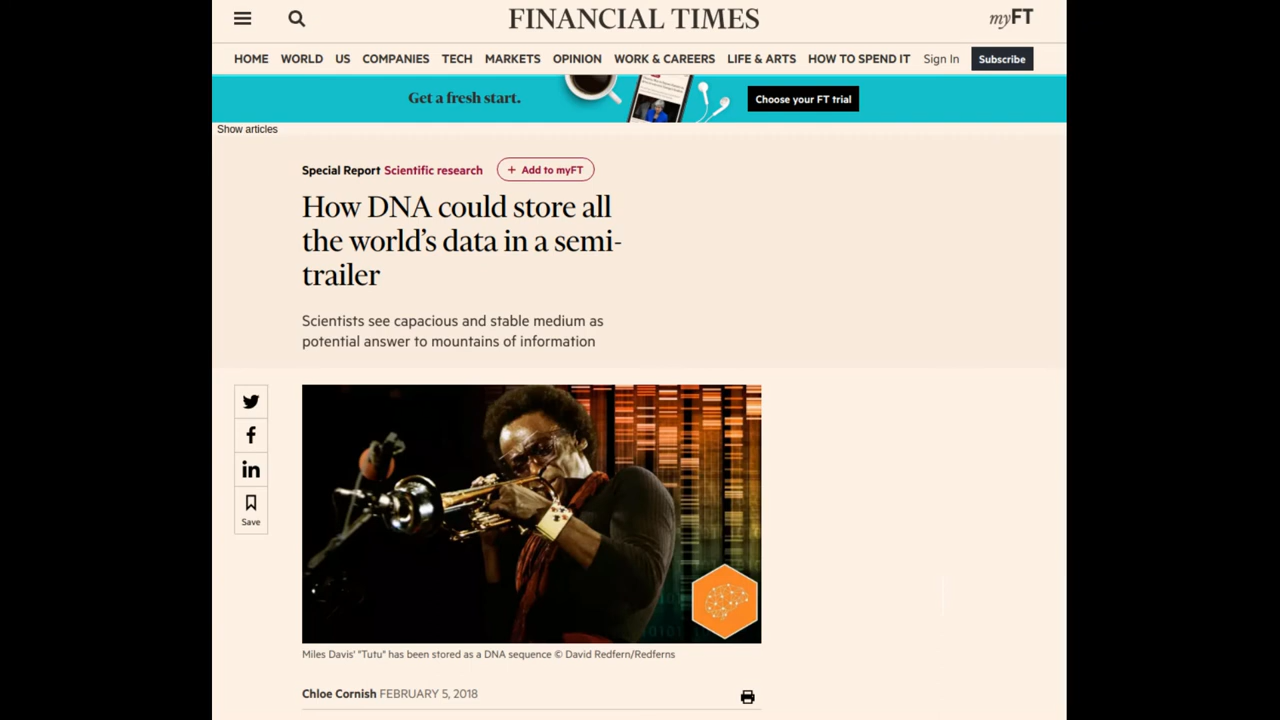 FINANCIAL TIMES
myFT
HOME WORLD US COMPANIES TECH MARKETS OPINION WORK & CAREERS LIFE & ARTS HOW TO SPEND IT Sign In Subscribe
Get a fresh start.
Choose your FT trial
Show articles
Special Report Scientific research + Add to myFT
How DNA could store all
the world’s data in a semi-
trailer
Scientists see capacious and stable medium as
potential answer to mountains of information
Save
Miles Davis' "Tutu" has been stored as a DNA sequence © David Redfern/Redferns
Chloe Cornish FEBRUARY 5, 2018